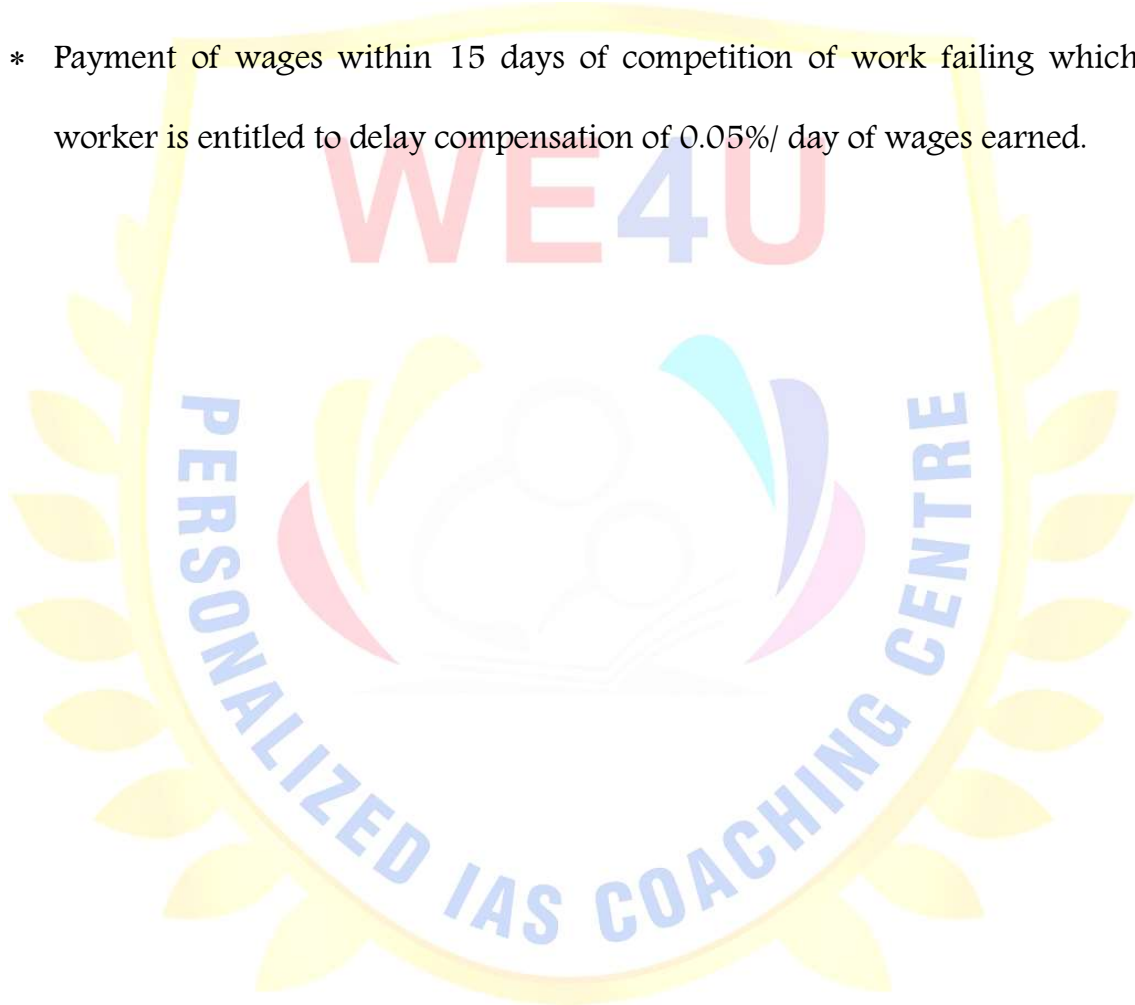 * Payment of wages within 15 days of competition of work failing which
worker is entitled to delay compensation of 0.05%/ day of wages earned.
WE4U
PERSONALIZED IAS COACHING CENTRE